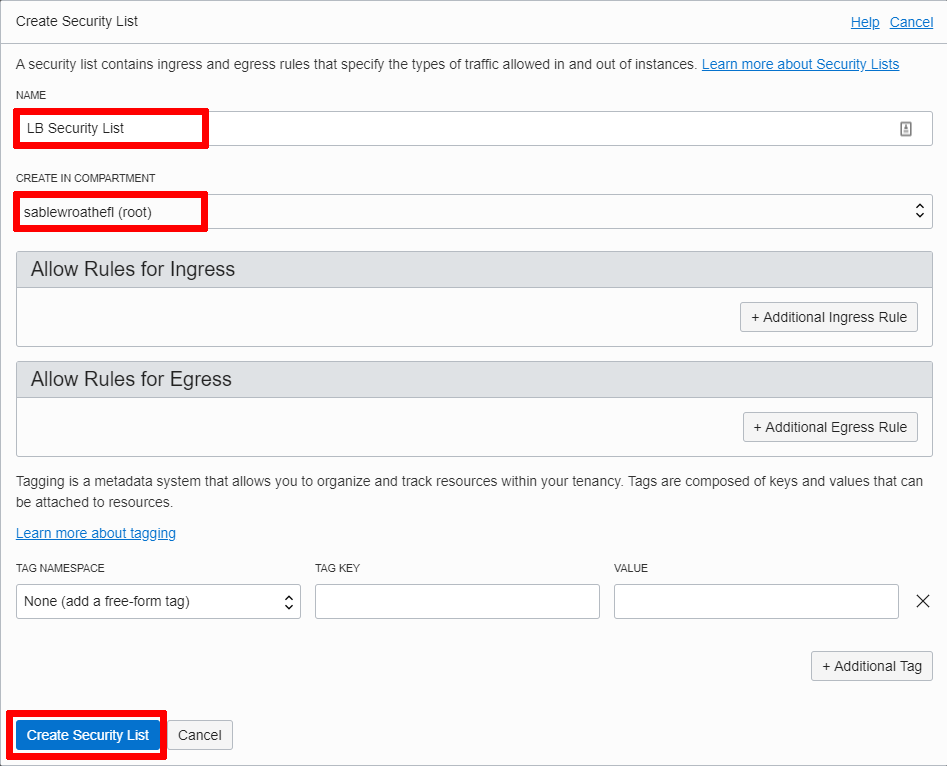 Create Security List
Help Cancel
A security list contains ingress and egress rules that specify the types of traffic allowed in and out of instances. Learn more about Security Lists
NAME
LB Security List
CREATE IN COMPARTMENT
sablewroathefl (root)
Allow Rules for Ingress
+ Additional Ingress Rule
Allow Rules for Egress
+ Additional Egress Rule
Tagging is a metadata system that allows you to organize and track resources within your tenancy. Tags are composed of keys and values that can
be attached to resources.
Learn more about tagging
TAG NAMESPACE TAG KEY VALUE
None (add a free-form tag)
+ Additional Tag
Create Security List Cancel